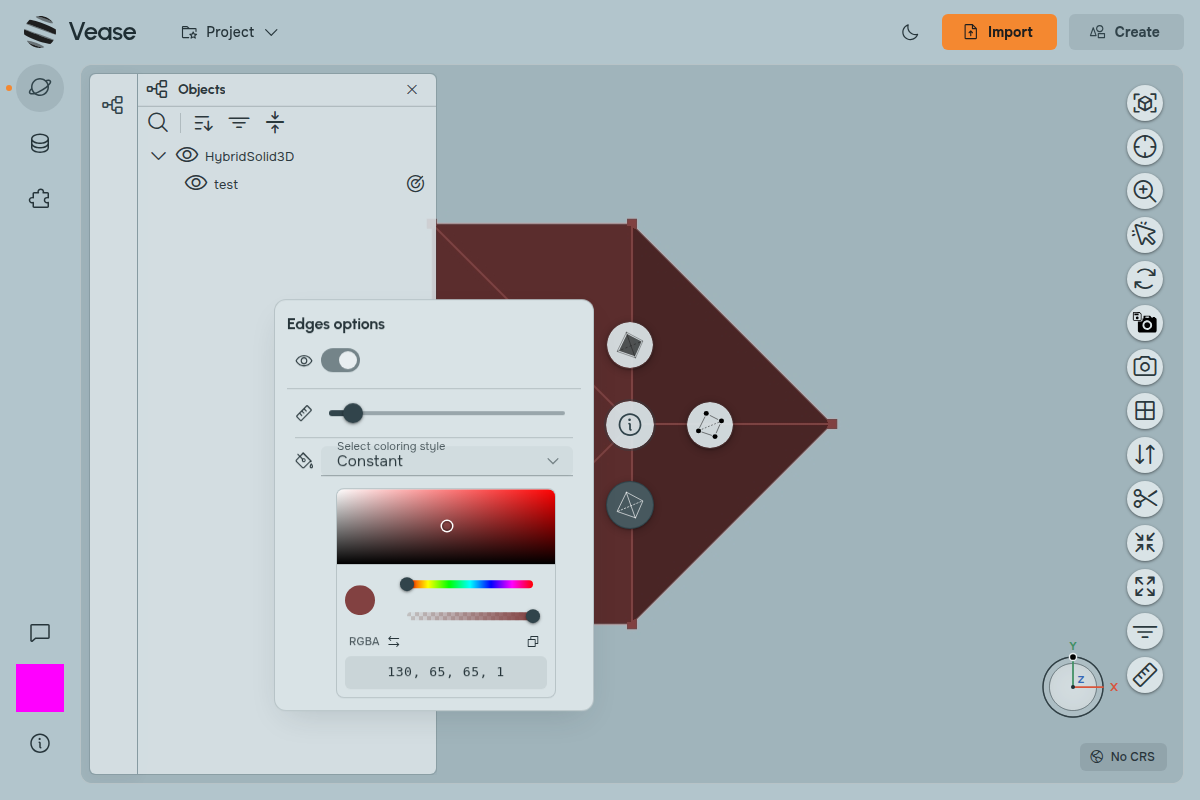 Vease
Project
Import
Create
Objects
HybridSolid3D
test
Edges options
Select coloring style
Constant
RGBA
130, 65, 65, 1
Y
Z
X
No CRS